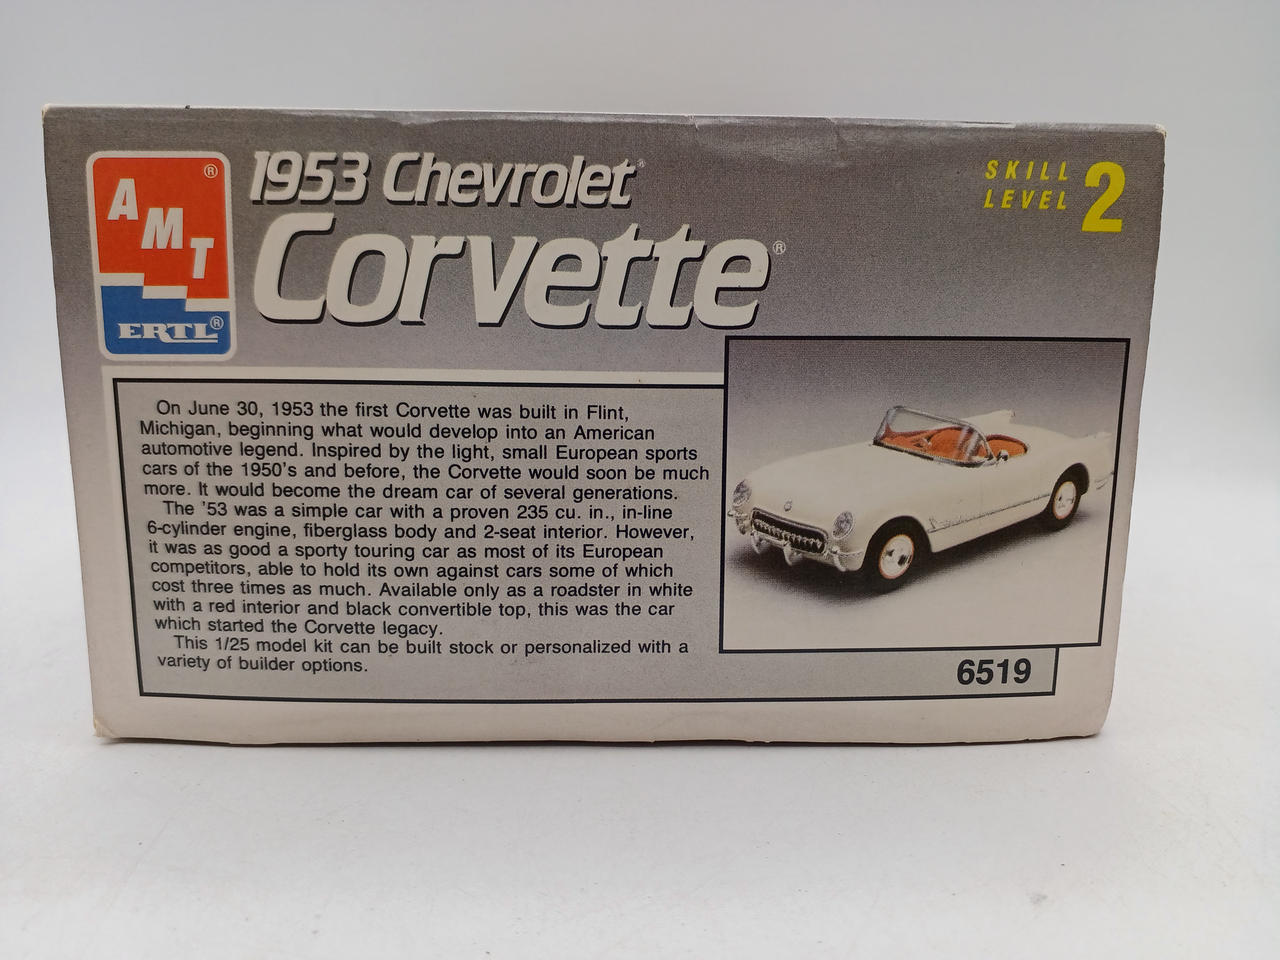 AMT®
ERTL®
1953 Chevrolet®
Corvette®
SKILL
LEVEL 2
On June 30, 1953 the first Corvette was built in Flint,
Michigan, beginning what would develop into an American
automotive legend. Inspired by the light, small European sports
cars of the 1950's and before, the Corvette would soon be much
more. It would become the dream car of several generations.
The '53 was a simple car with a proven 235 cu. in., in-line
6-cylinder engine, fiberglass body and 2-seat interior. However,
it was as good a sporty touring car as most of its European
competitors, able to hold its own against cars some of which
cost three times as much. Available only as a roadster in white
with a red interior and black convertible top, this was the car
which started the Corvette legacy.
This 1/25 model kit can be built stock or personalized with a
variety of builder options.
6519